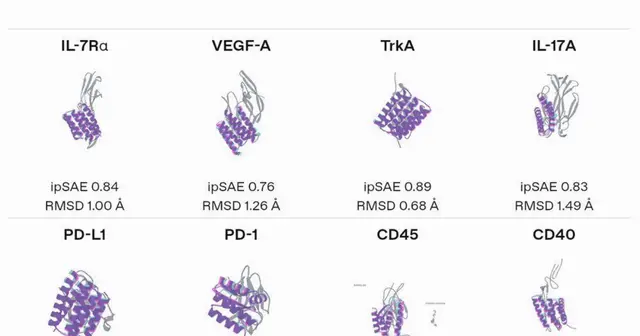 IL-7Rα VEGF-A TrkA IL-17A
ipSAE 0.84 ipSAE 0.76 ipSAE 0.89 ipSAE 0.83
RMSD 1.00 Å RMSD 1.26 Å RMSD 0.68 Å RMSD 1.49 Å
PD-L1 PD-1 CD45 CD40